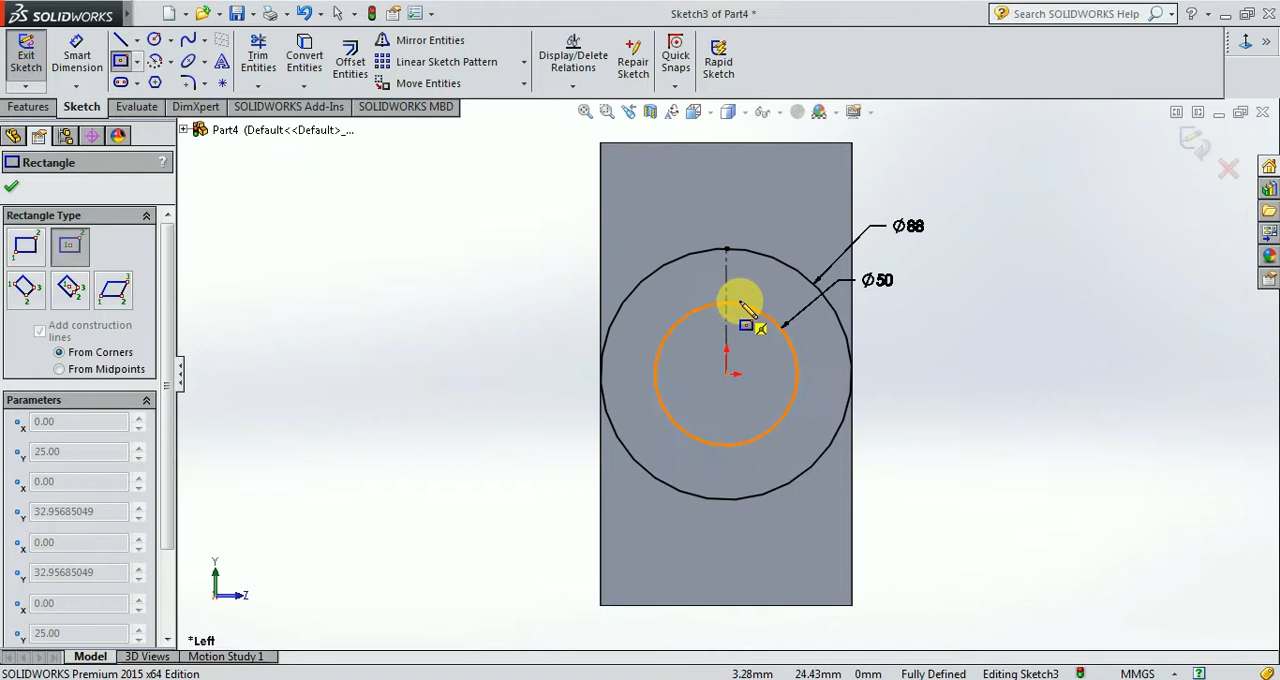 SOLIDWORKS
Sketch3 of Part4 *
Search SOLIDWORKS Help
Exit Sketch
Smart Dimension
Trim Entities
Convert Entities
Offset Entities
Mirror Entities
Linear Sketch Pattern
Move Entities
Display/Delete Relations
Repair Sketch
Quick Snaps
Rapid Sketch
Features
Sketch
Evaluate
DimXpert
SOLIDWORKS Add-Ins
SOLIDWORKS MBD
Part4 (Default<<Default>_...
Rectangle
?
Rectangle Type
Add construction lines
From Corners
From Midpoints
Parameters
X 0.00
Y 25.00
X 0.00
Y 32.95685049
X 0.00
Y 32.95685049
X 0.00
Y 25.00
Ø88
Ø50
Y
Z
*Left
Model
3D Views
Motion Study 1
SOLIDWORKS Premium 2015 x64 Edition
3.28mm
24.43mm
0mm
Fully Defined
Editing Sketch3
MMGS
?